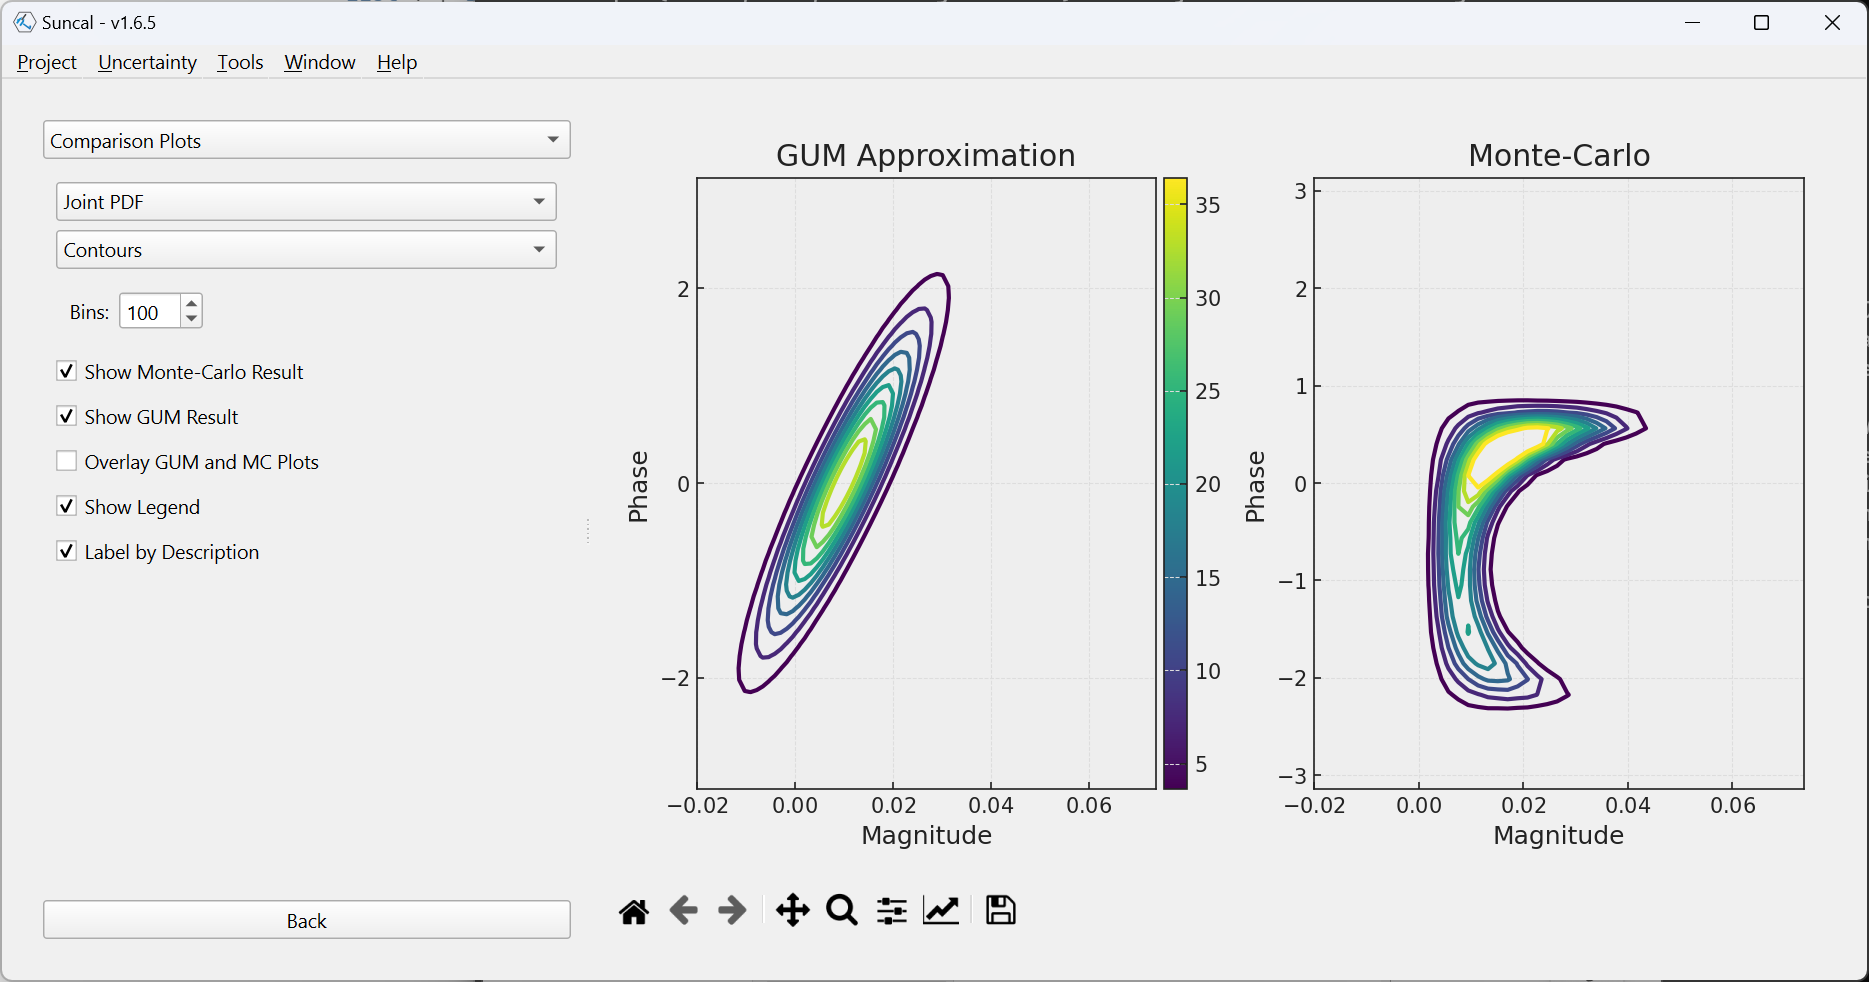 Suncal - v1.6.5
Project Uncertainty Tools Window Help
Comparison Plots
Joint PDF
Contours
Bins: 100
Show Monte-Carlo Result
Show GUM Result
Overlay GUM and MC Plots
Show Legend
Label by Description
Back
GUM Approximation
Phase
2
0
−2
−0.02 0.00 0.02 0.04 0.06
Magnitude
35
30
25
20
15
10
5
Monte-Carlo
Phase
3
2
1
0
−1
−2
−3
−0.02 0.00 0.02 0.04 0.06
Magnitude